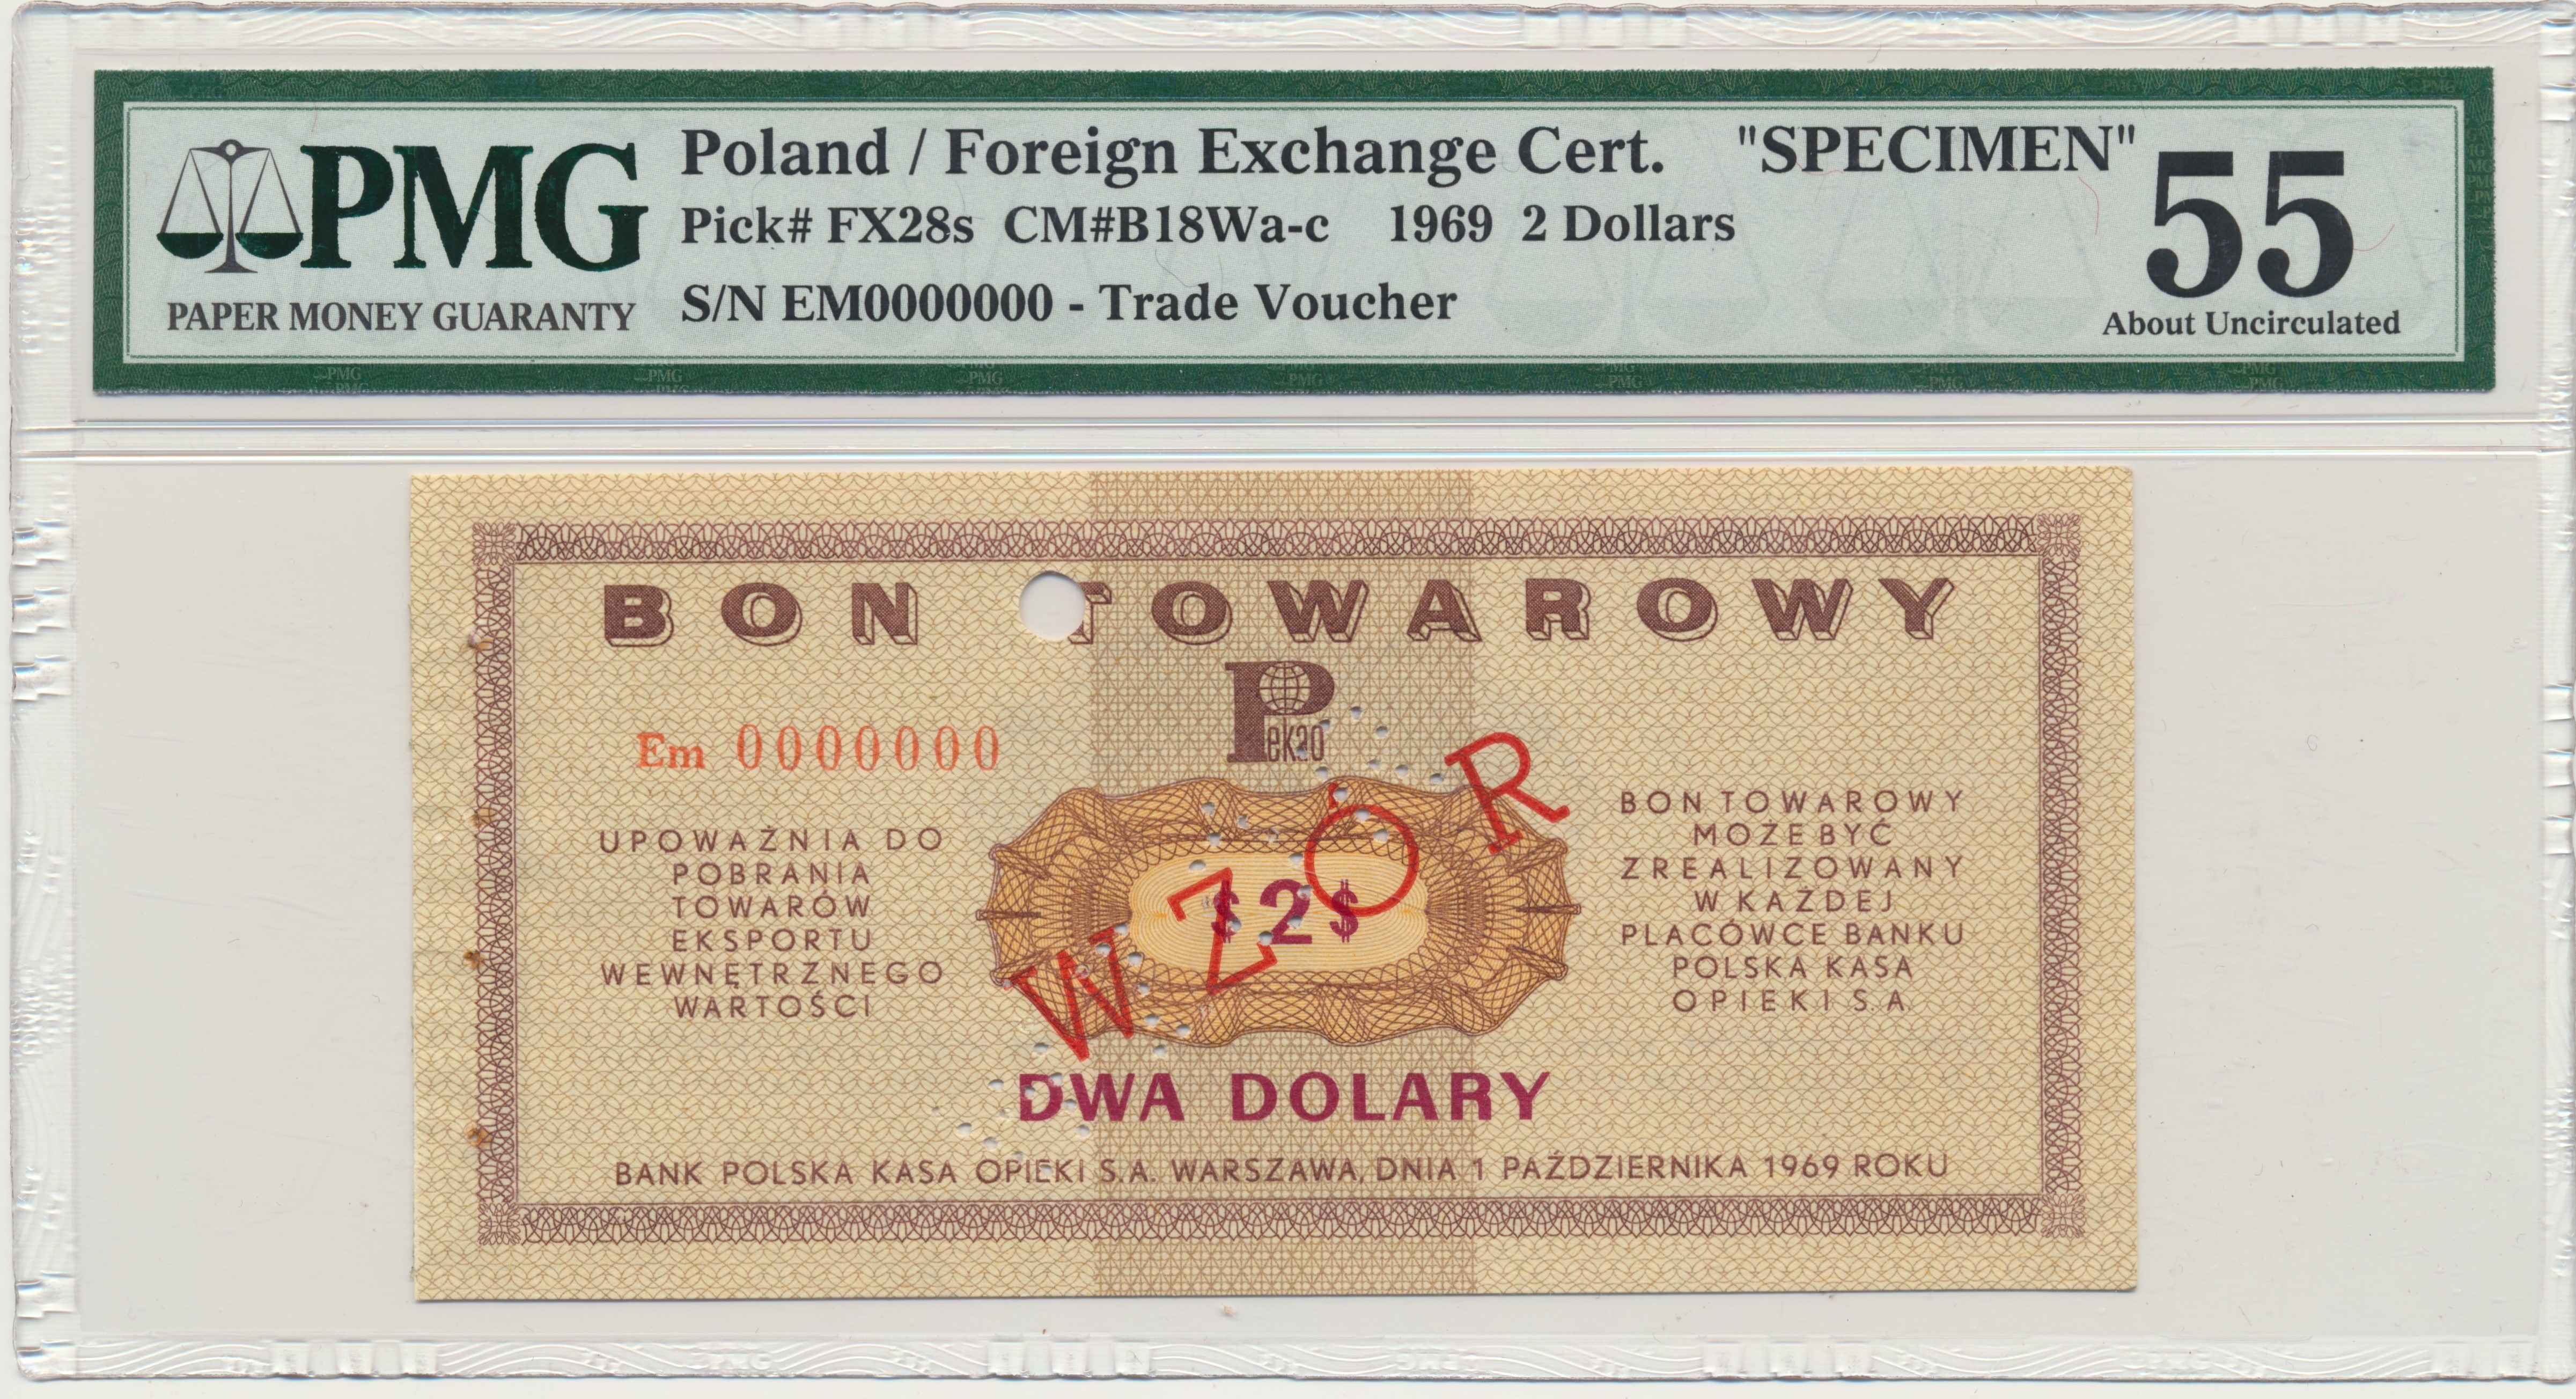 PMG
PAPER MONEY GUARANTY
Poland / Foreign Exchange Cert. "SPECIMEN"
Pick# FX28s CM#B18Wa-c 1969 2 Dollars
S/N EM0000000 - Trade Voucher
55
About Uncirculated
BON TOWAROWY
Pekao
Em 0000000
UPOWAŻNIA DO
POBRANIA
TOWARÓW
EKSPORTU
WEWNĘTRZNEGO
WARTOŚCI
$2$
WZÓR
BON TOWAROWY
MOŻE BYĆ
ZREALIZOWANY
W KAŻDEJ
PLACÓWCE BANKU
POLSKA KASA
OPIEKI S.A.
DWA DOLARY
BANK POLSKA KASA OPIEKI S.A. WARSZAWA, DNIA 1 PAŹDZIERNIKA 1969 ROKU